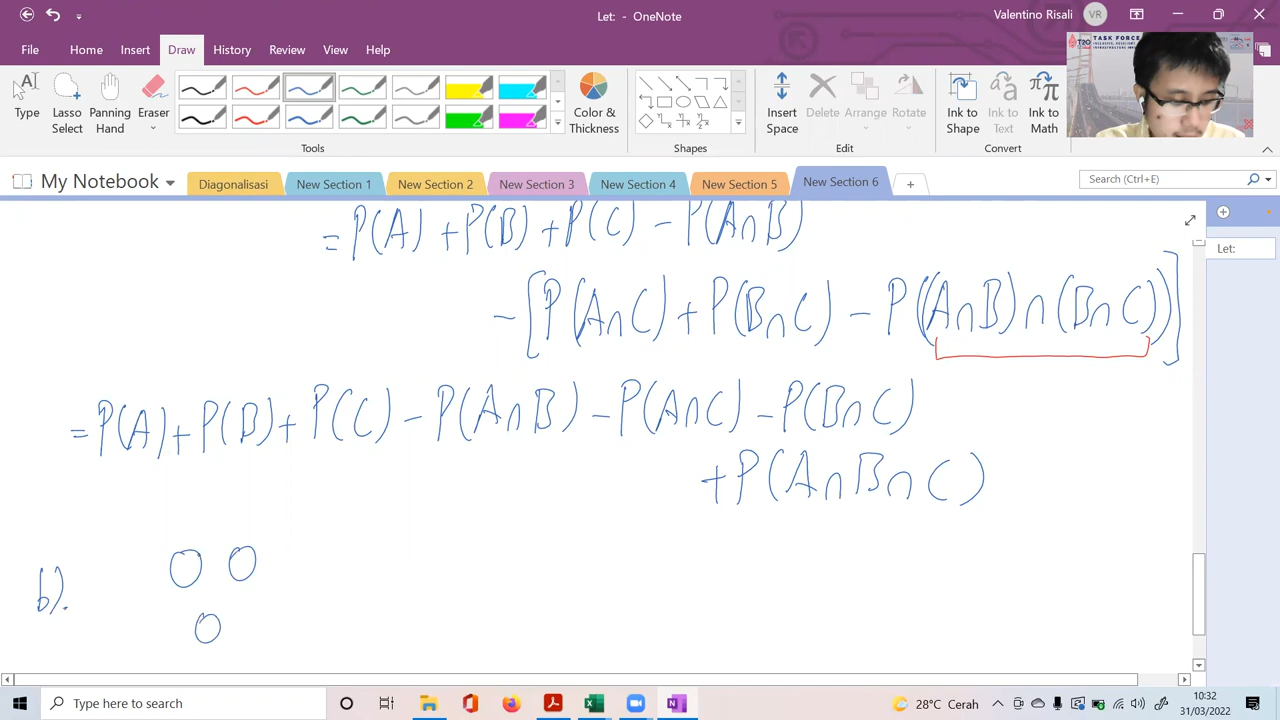 Let: - OneNote
Valentino Risali VR
File Home Insert Draw History Review View Help
Type
Lasso Select
Panning Hand
Eraser
Color & Thickness
Insert Space
Delete
Arrange
Rotate
Ink to Shape
Ink to Text
Ink to Math
Tools Shapes Edit Convert
My Notebook Diagonalisasi New Section 1 New Section 2 New Section 3 New Section 4 New Section 5 New Section 6 + Search (Ctrl+E)
Let:
= P(A) + P(B) + P(C) - P(A∩B)
- [P(A∩C) + P(B∩C) - P((A∩B)∩(B∩C))]
= P(A) + P(B) + P(C) - P(A∩B) - P(A∩C) - P(B∩C)
+ P(A∩B∩C)
b).
Type here to search
28°C Cerah
10:32
31/03/2022